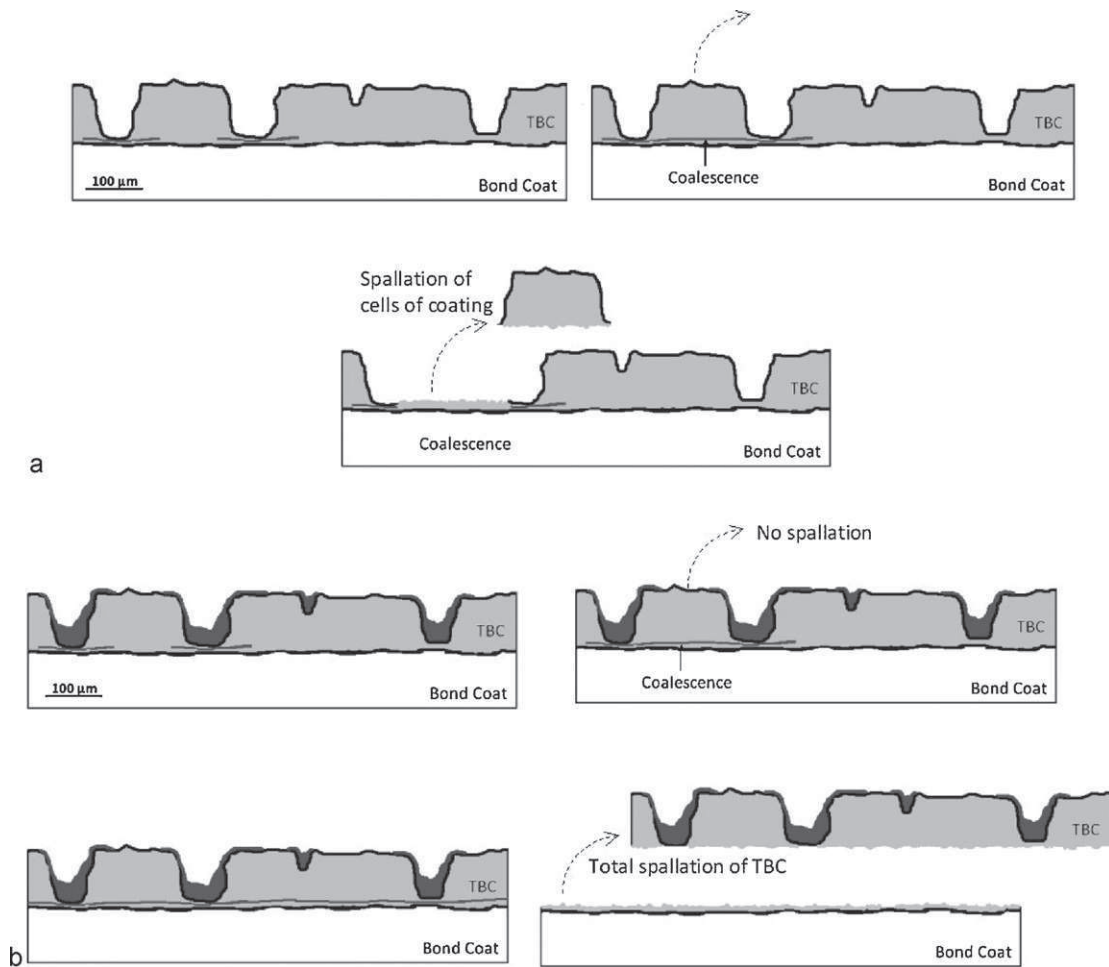 TBC
TBC
100 µm
Bond Coat
Coalescence
Bond Coat
Spallation of
cells of coating
TBC
Coalescence
Bond Coat
a
No spallation
TBC
TBC
100 µm
Bond Coat
Coalescence
Bond Coat
TBC
TBC
Total spallation of TBC
Bond Coat
Bond Coat
b